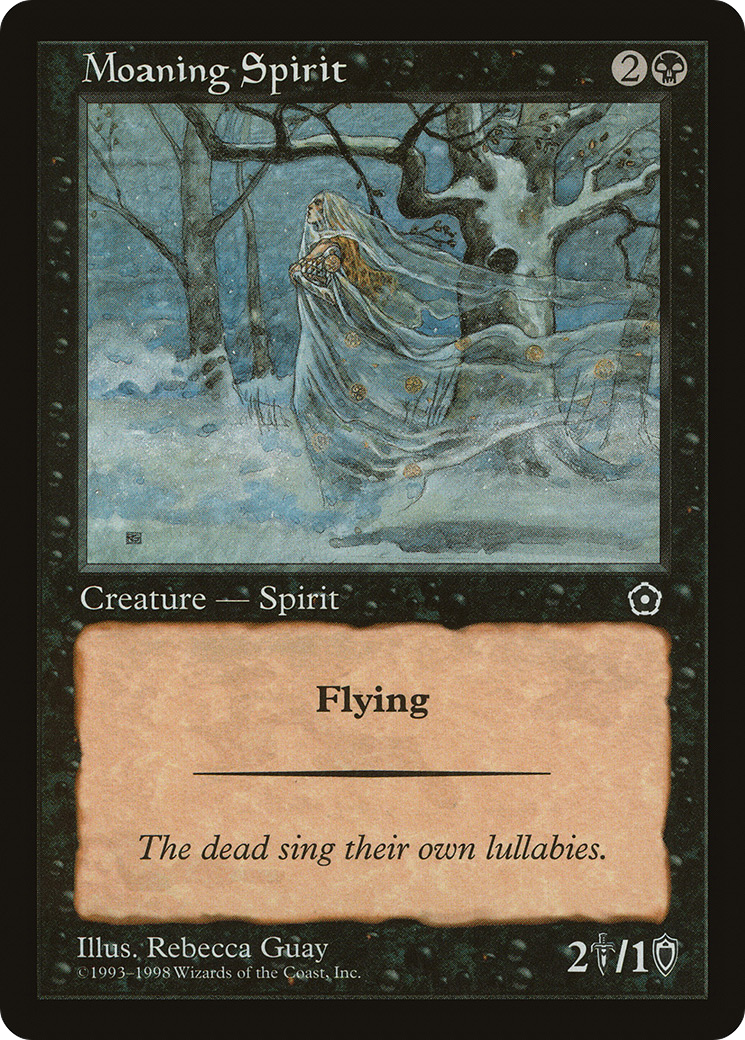 Moaning Spirit 2
Creature — Spirit
Flying
The dead sing their own lullabies.
Illus. Rebecca Guay
©1993–1998 Wizards of the Coast, Inc.
2/1